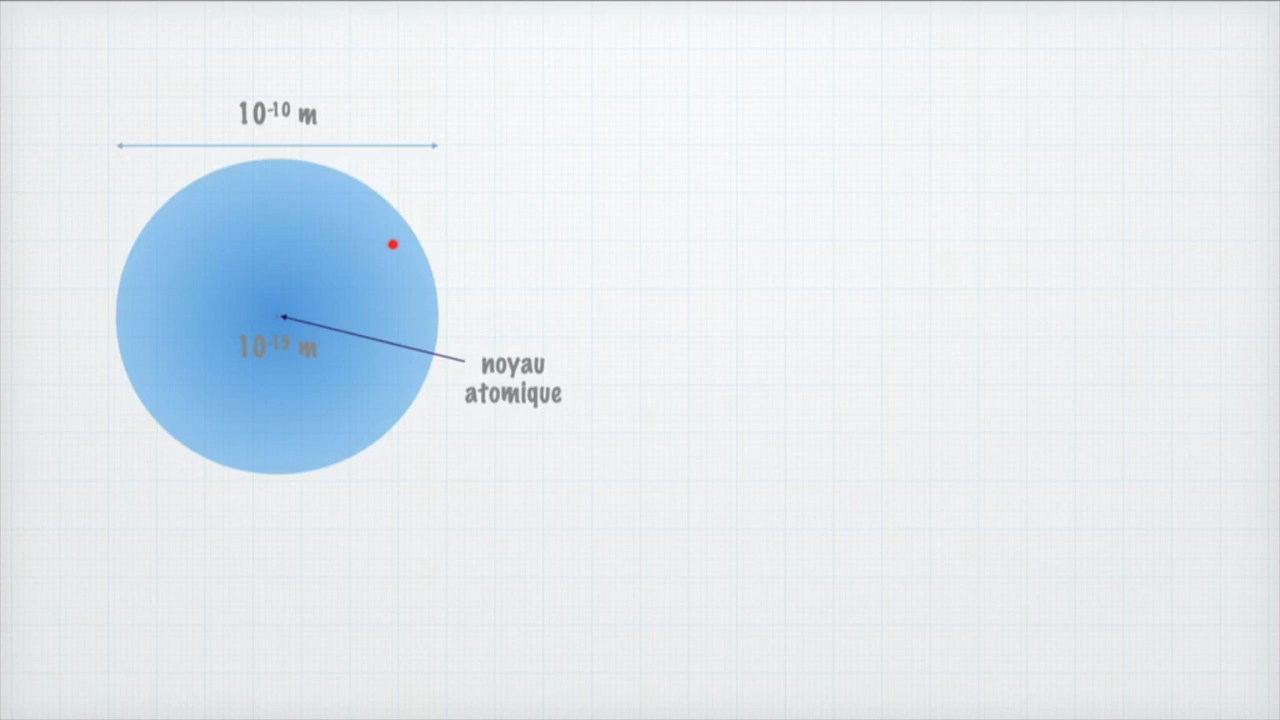 10⁻¹⁰ m
10⁻¹⁵ m
noyau
atomique